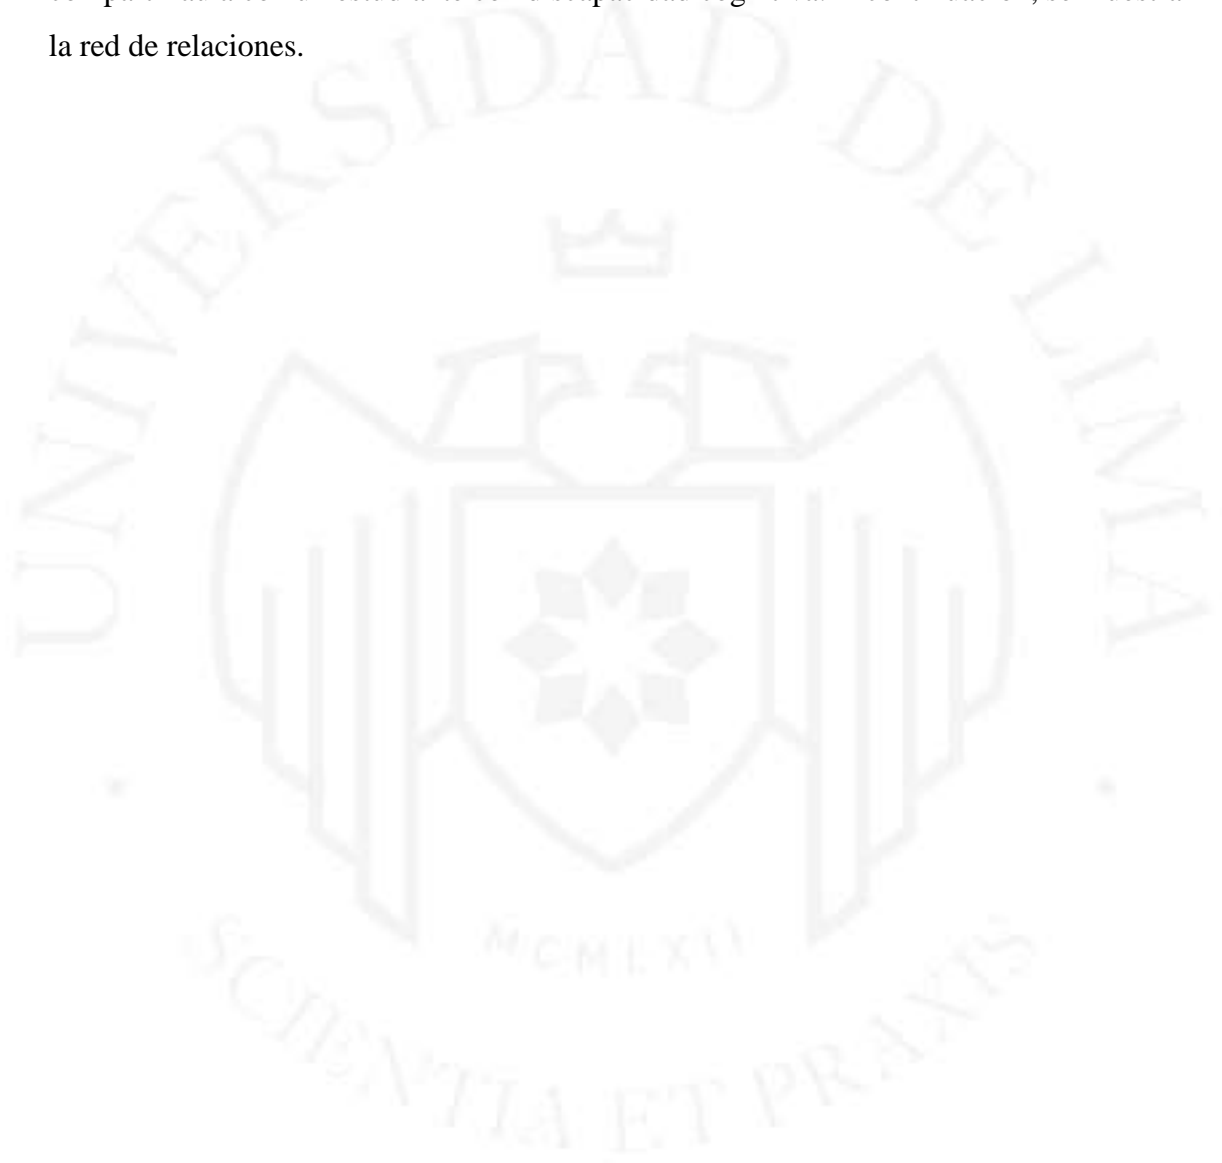 la red de relaciones.
UNIVERSIDAD DE LIMA
MCMLXII
SCIENTIA ET PRAXIS